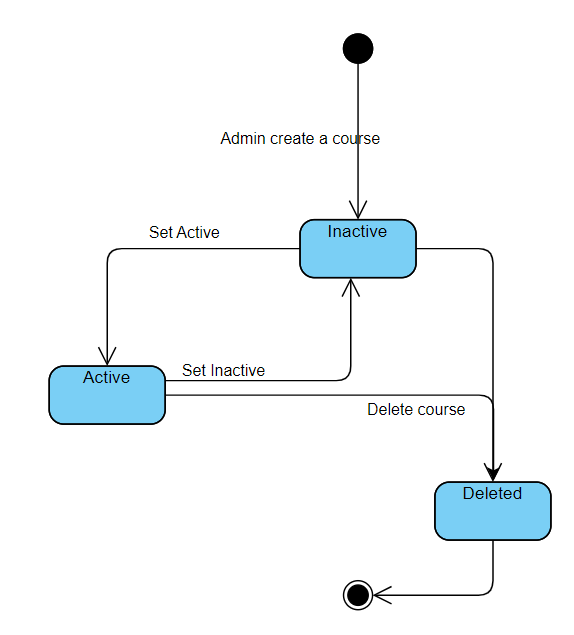 Admin create a course
Inactive
Set Active
Active
Set Inactive
Delete course
Deleted